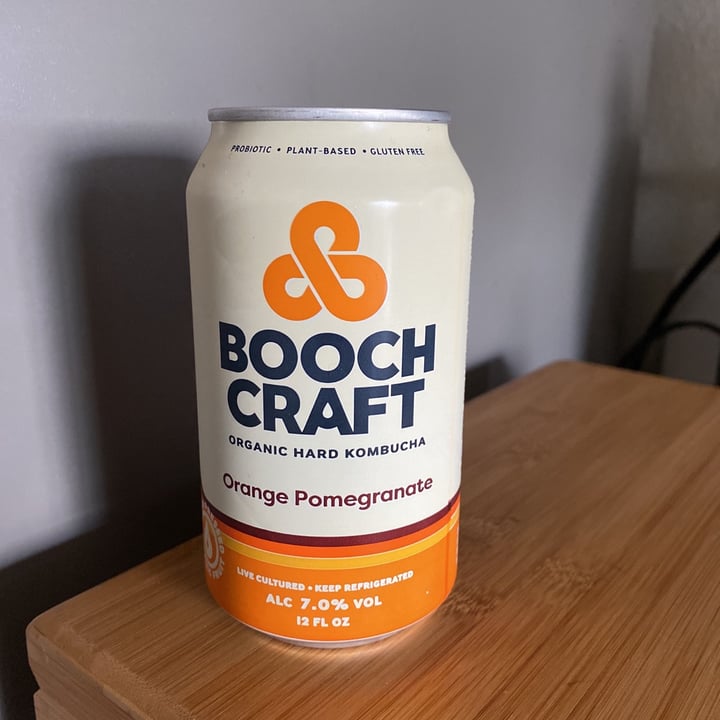 PROBIOTIC • PLANT-BASED • GLUTEN FREE
BOOCH
CRAFT
ORGANIC HARD KOMBUCHA
Orange Pomegranate
LIVE CULTURED • KEEP REFRIGERATED
ALC 7.0% VOL
12 FL OZ